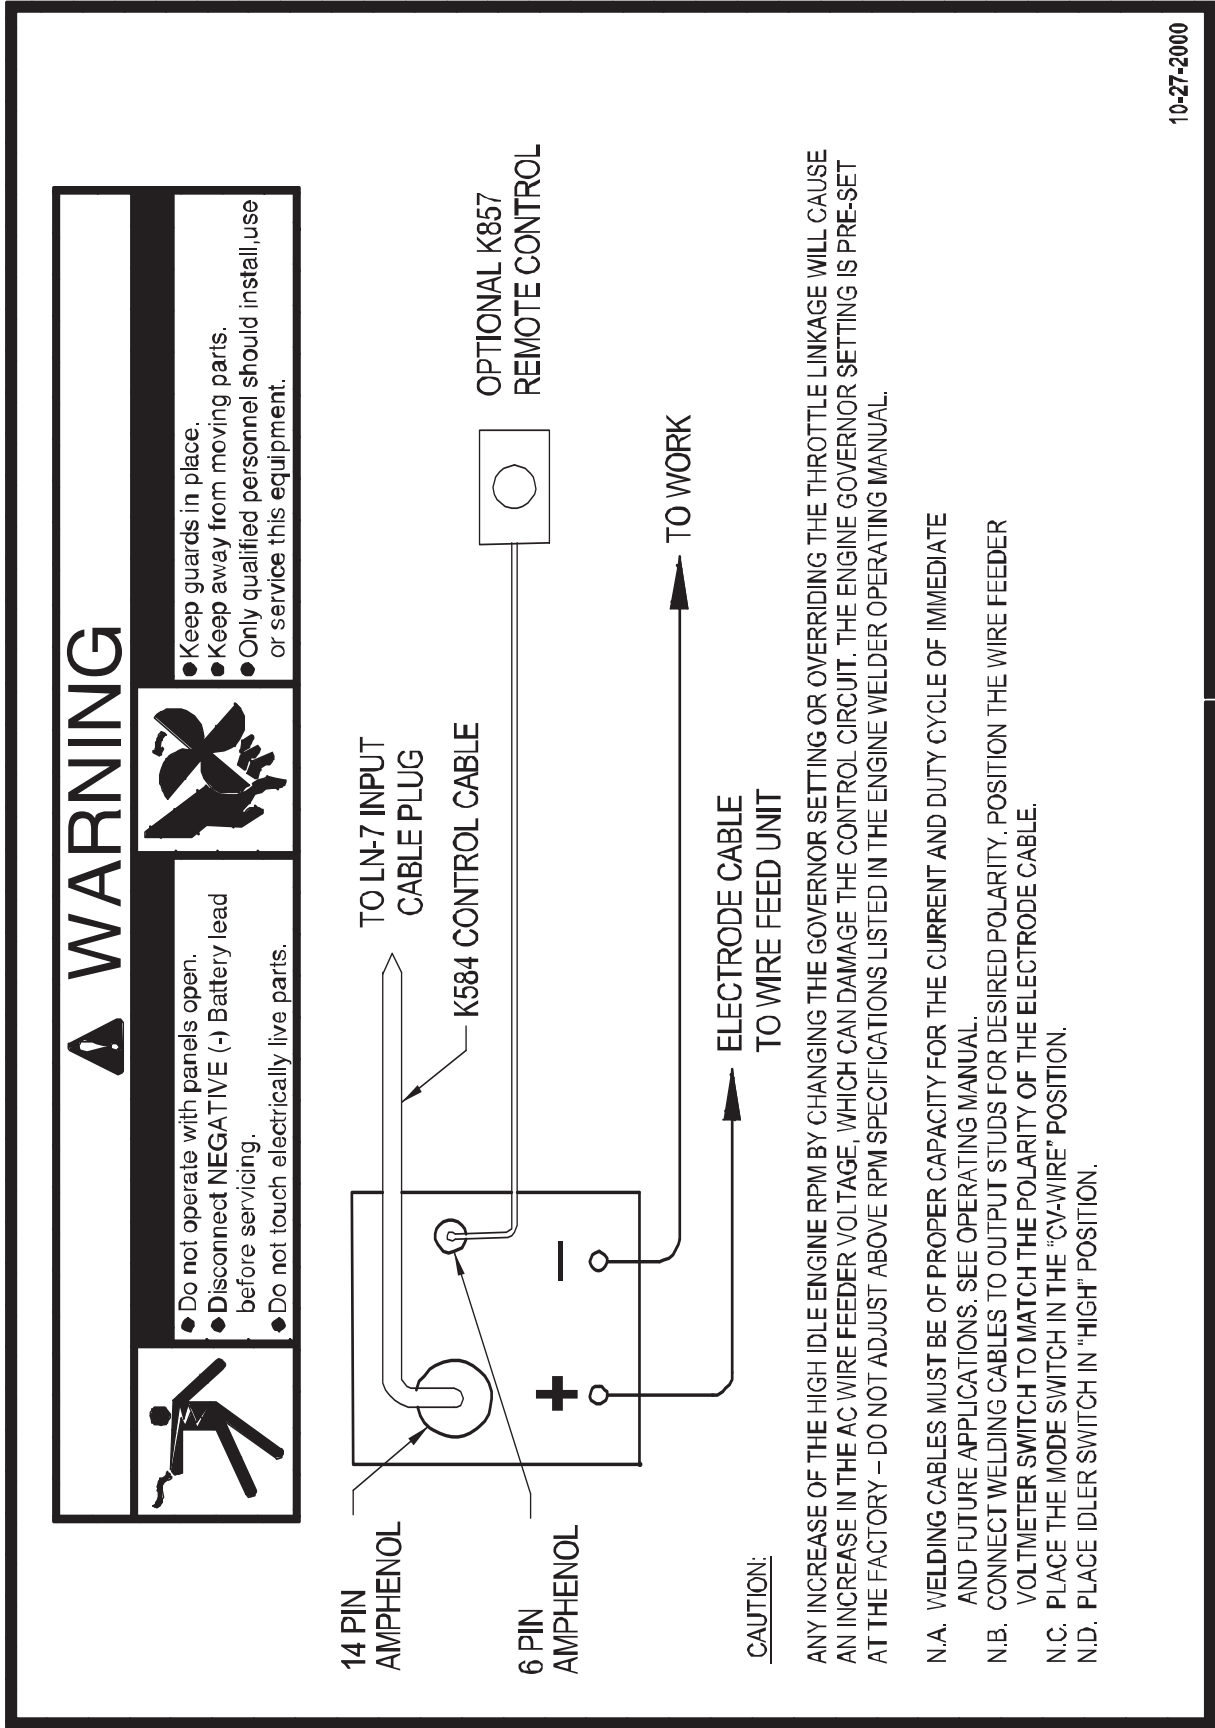 WARNING
● Do not operate with panels open.
● Disconnect NEGATIVE (-) Battery lead
before servicing.
● Do not touch electrically live parts.
● Keep guards in place.
● Keep away from moving parts.
● Only qualified personnel should install,use
or service this equipment.
14 PIN
AMPHENOL
6 PIN
AMPHENOL
TO LN-7 INPUT
CABLE PLUG
K584 CONTROL CABLE
OPTIONAL K857
REMOTE CONTROL
+
–
TO WORK
ELECTRODE CABLE
TO WIRE FEED UNIT
CAUTION:
ANY INCREASE OF THE HIGH IDLE ENGINE RPM BY CHANGING THE GOVERNOR SETTING OR OVERRIDING THE THROTTLE LINKAGE WILL CAUSE
AN INCREASE IN THE AC WIRE FEEDER VOLTAGE, WHICH CAN DAMAGE THE CONTROL CIRCUIT. THE ENGINE GOVERNOR SETTING IS PRE-SET
AT THE FACTORY – DO NOT ADJUST ABOVE RPM SPECIFICATIONS LISTED IN THE ENGINE WELDER OPERATING MANUAL.
N.A. WELDING CABLES MUST BE OF PROPER CAPACITY FOR THE CURRENT AND DUTY CYCLE OF IMMEDIATE
AND FUTURE APPLICATIONS. SEE OPERATING MANUAL.
N.B. CONNECT WELDING CABLES TO OUTPUT STUDS FOR DESIRED POLARITY. POSITION THE WIRE FEEDER
VOLTMETER SWITCH TO MATCH THE POLARITY OF THE ELECTRODE CABLE.
N.C. PLACE THE MODE SWITCH IN THE "CV-WIRE" POSITION.
N.D. PLACE IDLER SWITCH IN "HIGH" POSITION.
10-27-2000